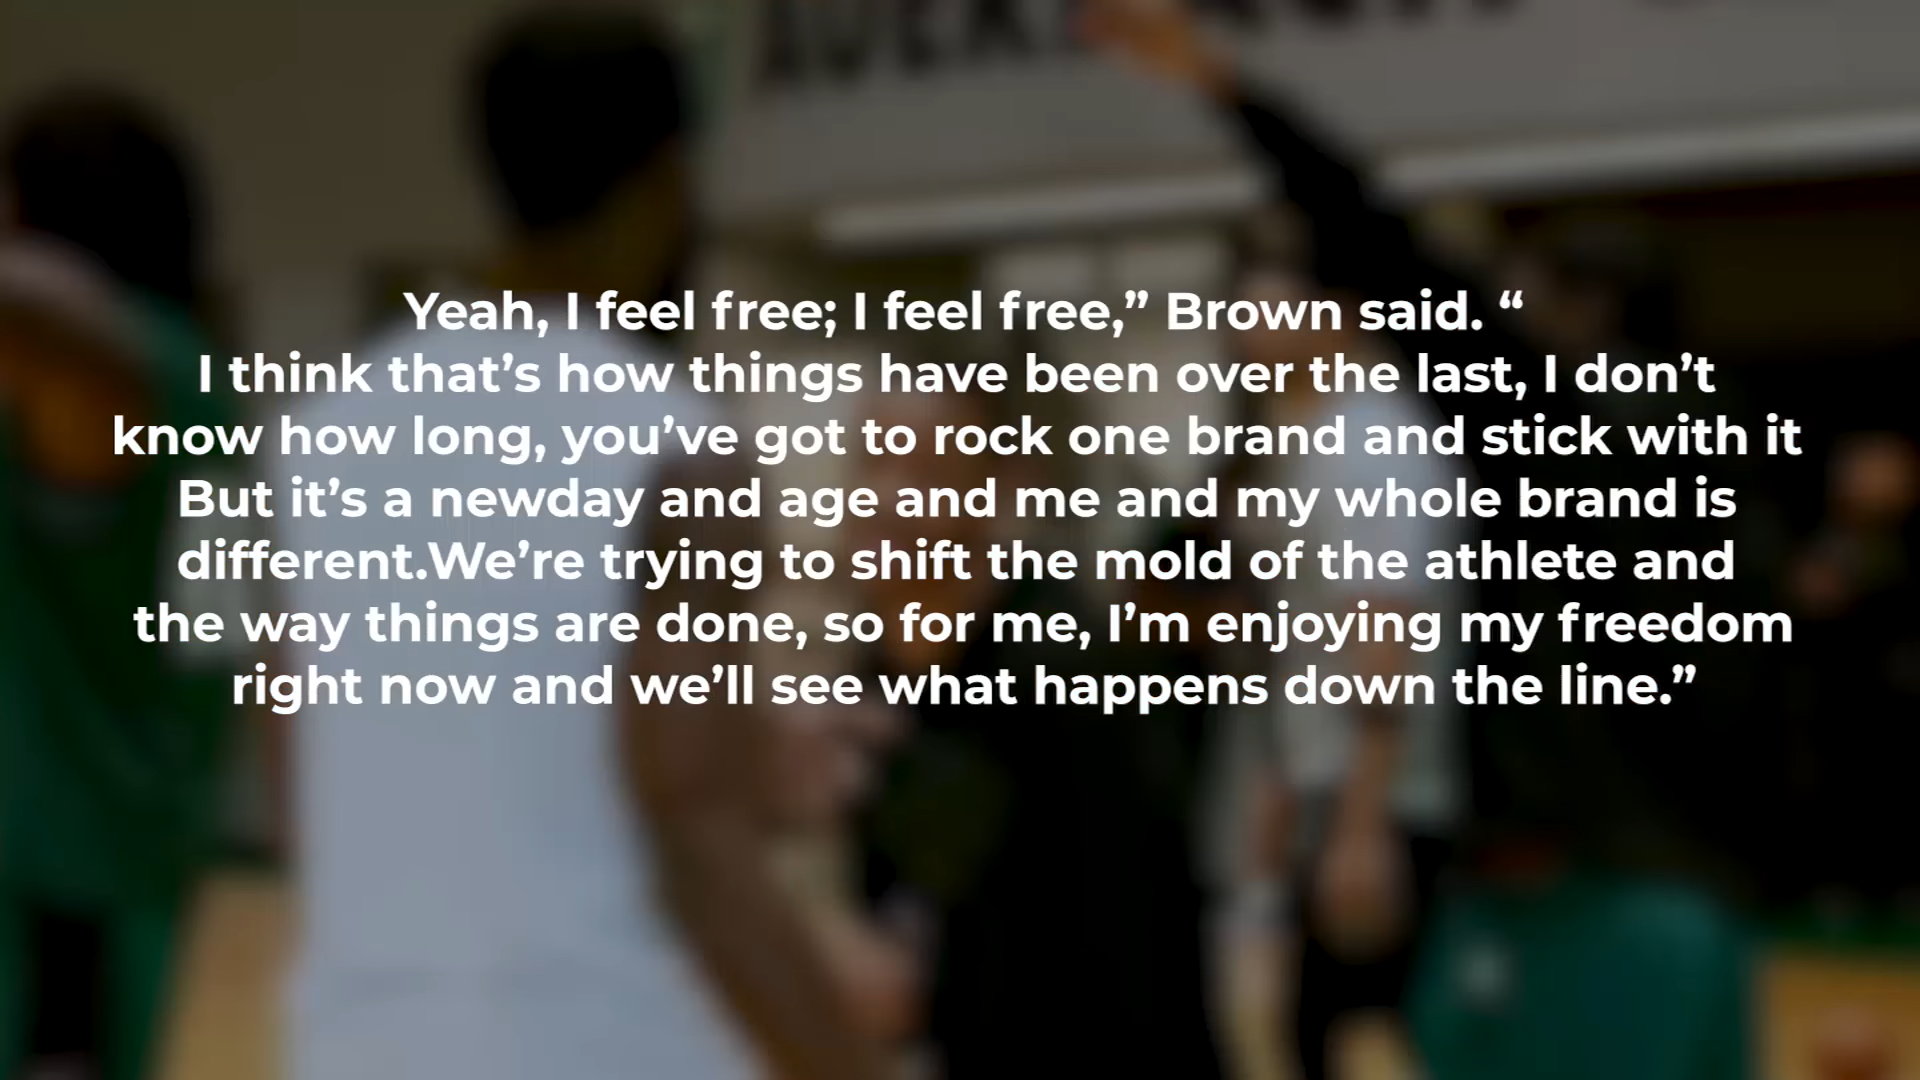 Yeah, I feel free; I feel free,” Brown said. “
I think that’s how things have been over the last, I don’t
know how long, you’ve got to rock one brand and stick with it
But it’s a newday and age and me and my whole brand is
different.We’re trying to shift the mold of the athlete and
the way things are done, so for me, I’m enjoying my freedom
right now and we’ll see what happens down the line.”